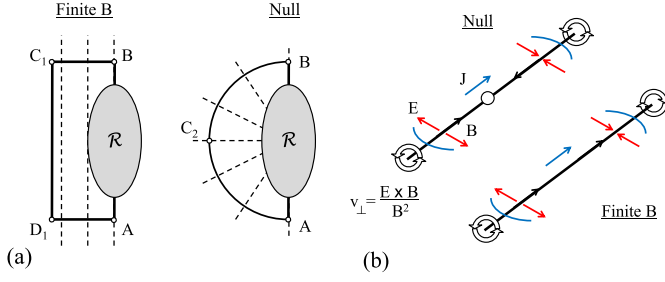 Finite B
Null
C₁
B
B
ℛ
C₂
ℛ
D₁
A
A
(a)
Null
J
E
B
v⊥ = E x B / B²
Finite B
(b)